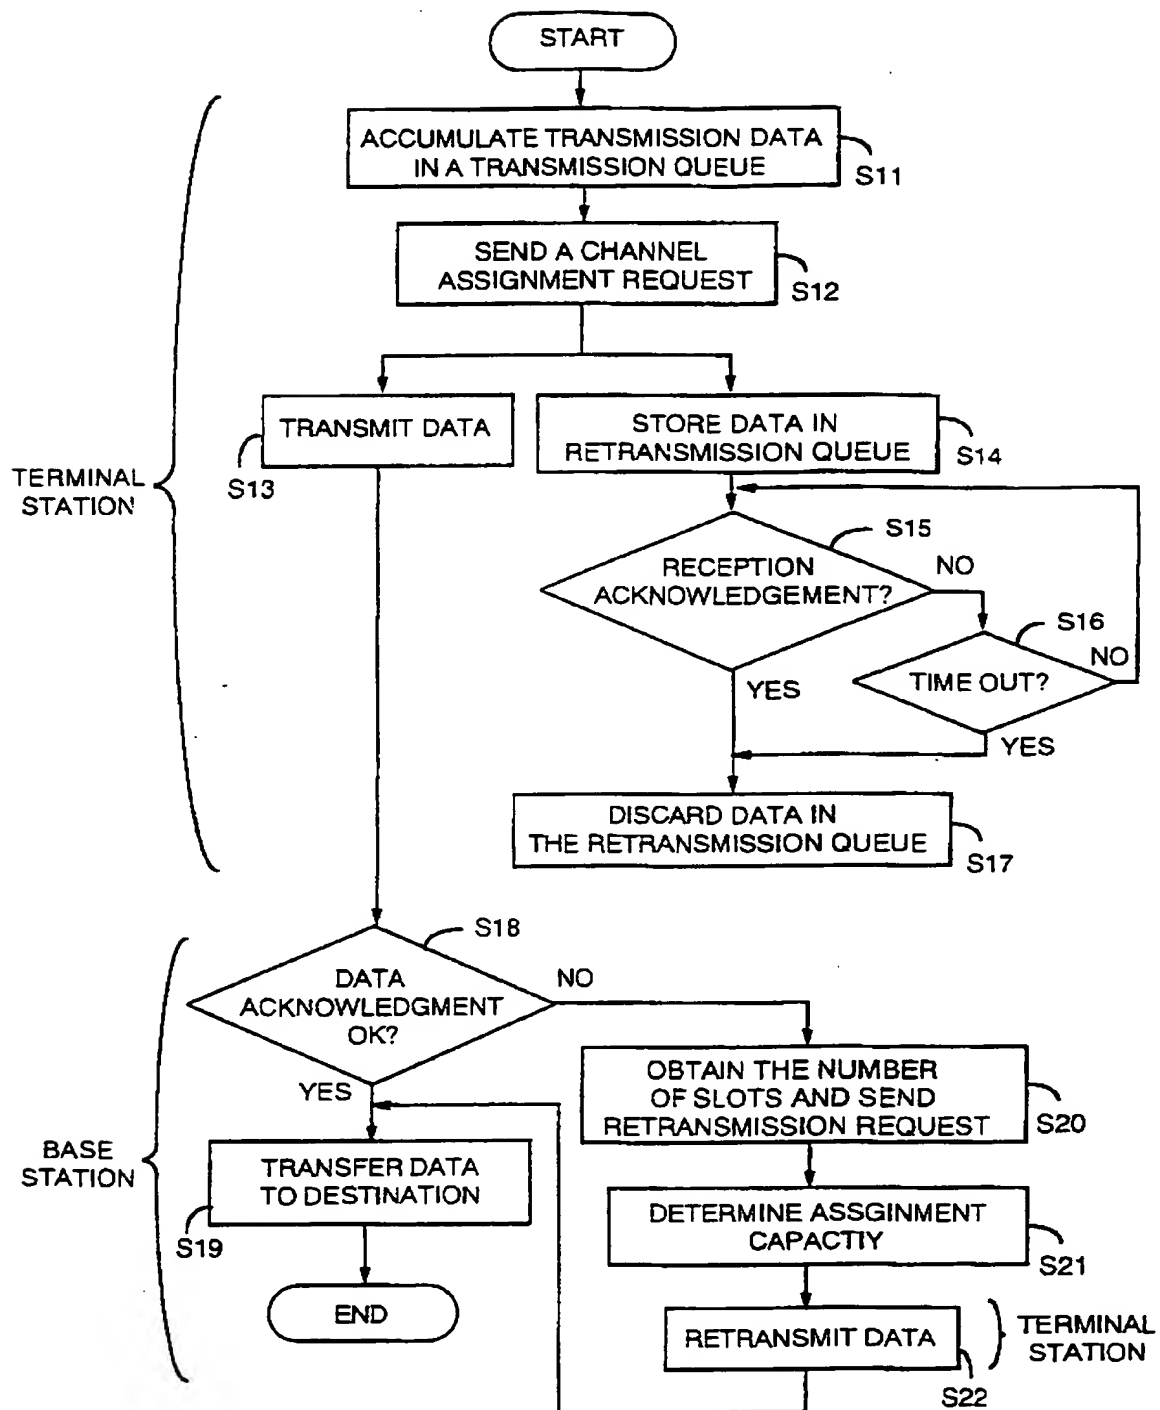 START
ACCUMULATE TRANSMISSION DATA
IN A TRANSMISSION QUEUE
S11
SEND A CHANNEL
ASSIGNMENT REQUEST
S12
TRANSMIT DATA
S13
STORE DATA IN
RETRANSMISSION QUEUE
S14
TERMINAL
STATION
S15
RECEPTION
ACKNOWLEDGEMENT?
NO
S16
TIME OUT?
NO
YES
YES
DISCARD DATA IN
THE RETRANSMISSION QUEUE
S17
S18
DATA
ACKNOWLEDGMENT
OK?
NO
YES
OBTAIN THE NUMBER
OF SLOTS AND SEND
RETRANSMISSION REQUEST
S20
BASE
STATION
TRANSFER DATA
TO DESTINATION
S19
DETERMINE ASSGINMENT
CAPACTIY
S21
END
RETRANSMIT DATA
S22
TERMINAL
STATION